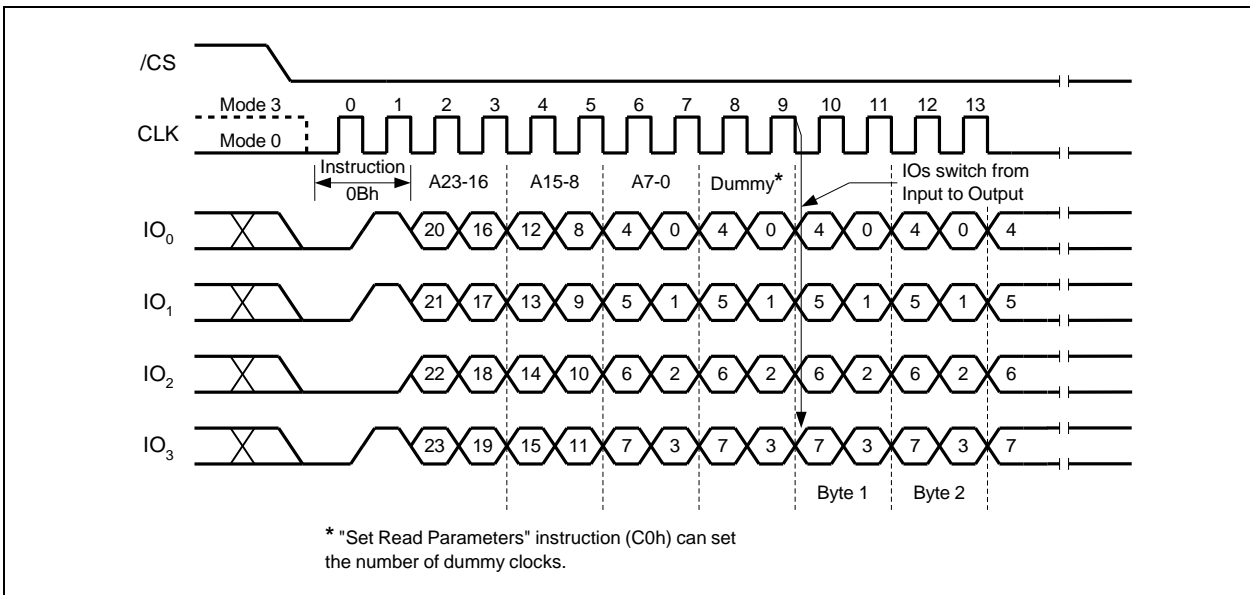 /CS
Mode 3 0 1 2 3 4 5 6 7 8 9 10 11 12 13
CLK Mode 0
Instruction
0Bh A23-16 A15-8 A7-0 Dummy* IOs switch from
Input to Output
IO0 20 16 12 8 4 0 4 0 4 0 4 0 4
IO1 21 17 13 9 5 1 5 1 5 1 5 1 5
IO2 22 18 14 10 6 2 6 2 6 2 6 2 6
IO3 23 19 15 11 7 3 7 3 7 3 7 3 7
Byte 1 Byte 2
* "Set Read Parameters" instruction (C0h) can set
the number of dummy clocks.